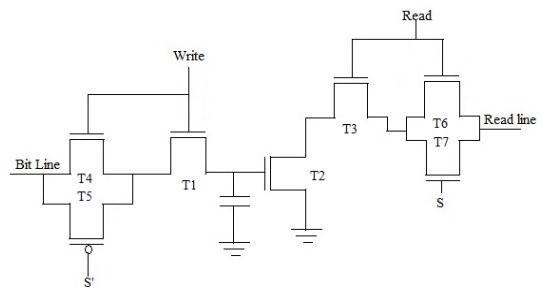 Read
Write
T6
Read line
T3
T7
Bit Line
T4
T1
T2
T5
S
S'